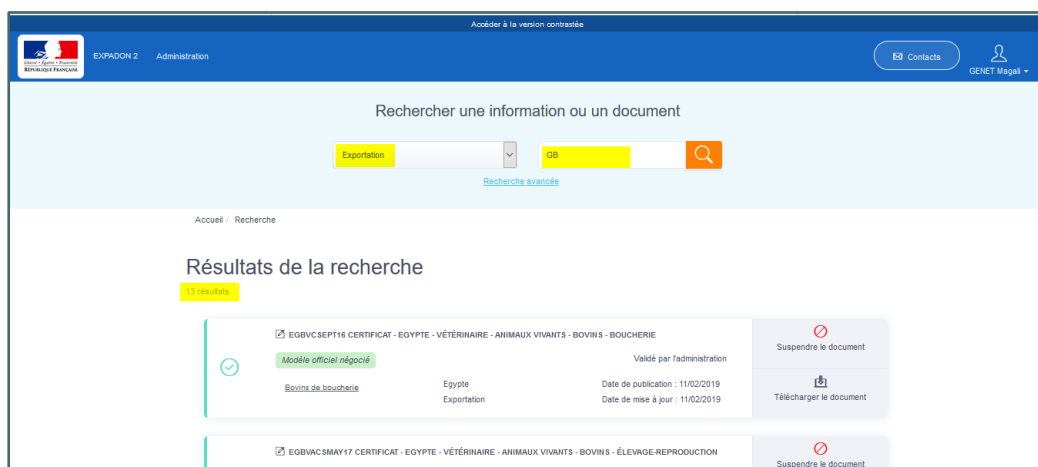 Accéder à la version contrastée
Liberté • Égalité • Fraternité
RÉPUBLIQUE FRANÇAISE
EXPADON 2 Administration
Contacts
GENET Magali
Rechercher une information ou un document
Exportation GB
Recherche avancée
Accueil / Recherche
Résultats de la recherche
13 résultats
EGBVCSEPT16 CERTIFICAT - EGYPTE - VÉTÉRINAIRE - ANIMAUX VIVANTS - BOVINS - BOUCHERIE
Suspendre le document
Modèle officiel négocié Validé par l'administration
Bovins de boucherie Egypte Date de publication : 11/02/2019
Télécharger le document
Exportation Date de mise à jour : 11/02/2019
EGBVACSMAY17 CERTIFICAT - EGYPTE - VÉTÉRINAIRE - ANIMAUX VIVANTS - BOVINS - ÉLEVAGE-REPRODUCTION
Suspendre le document